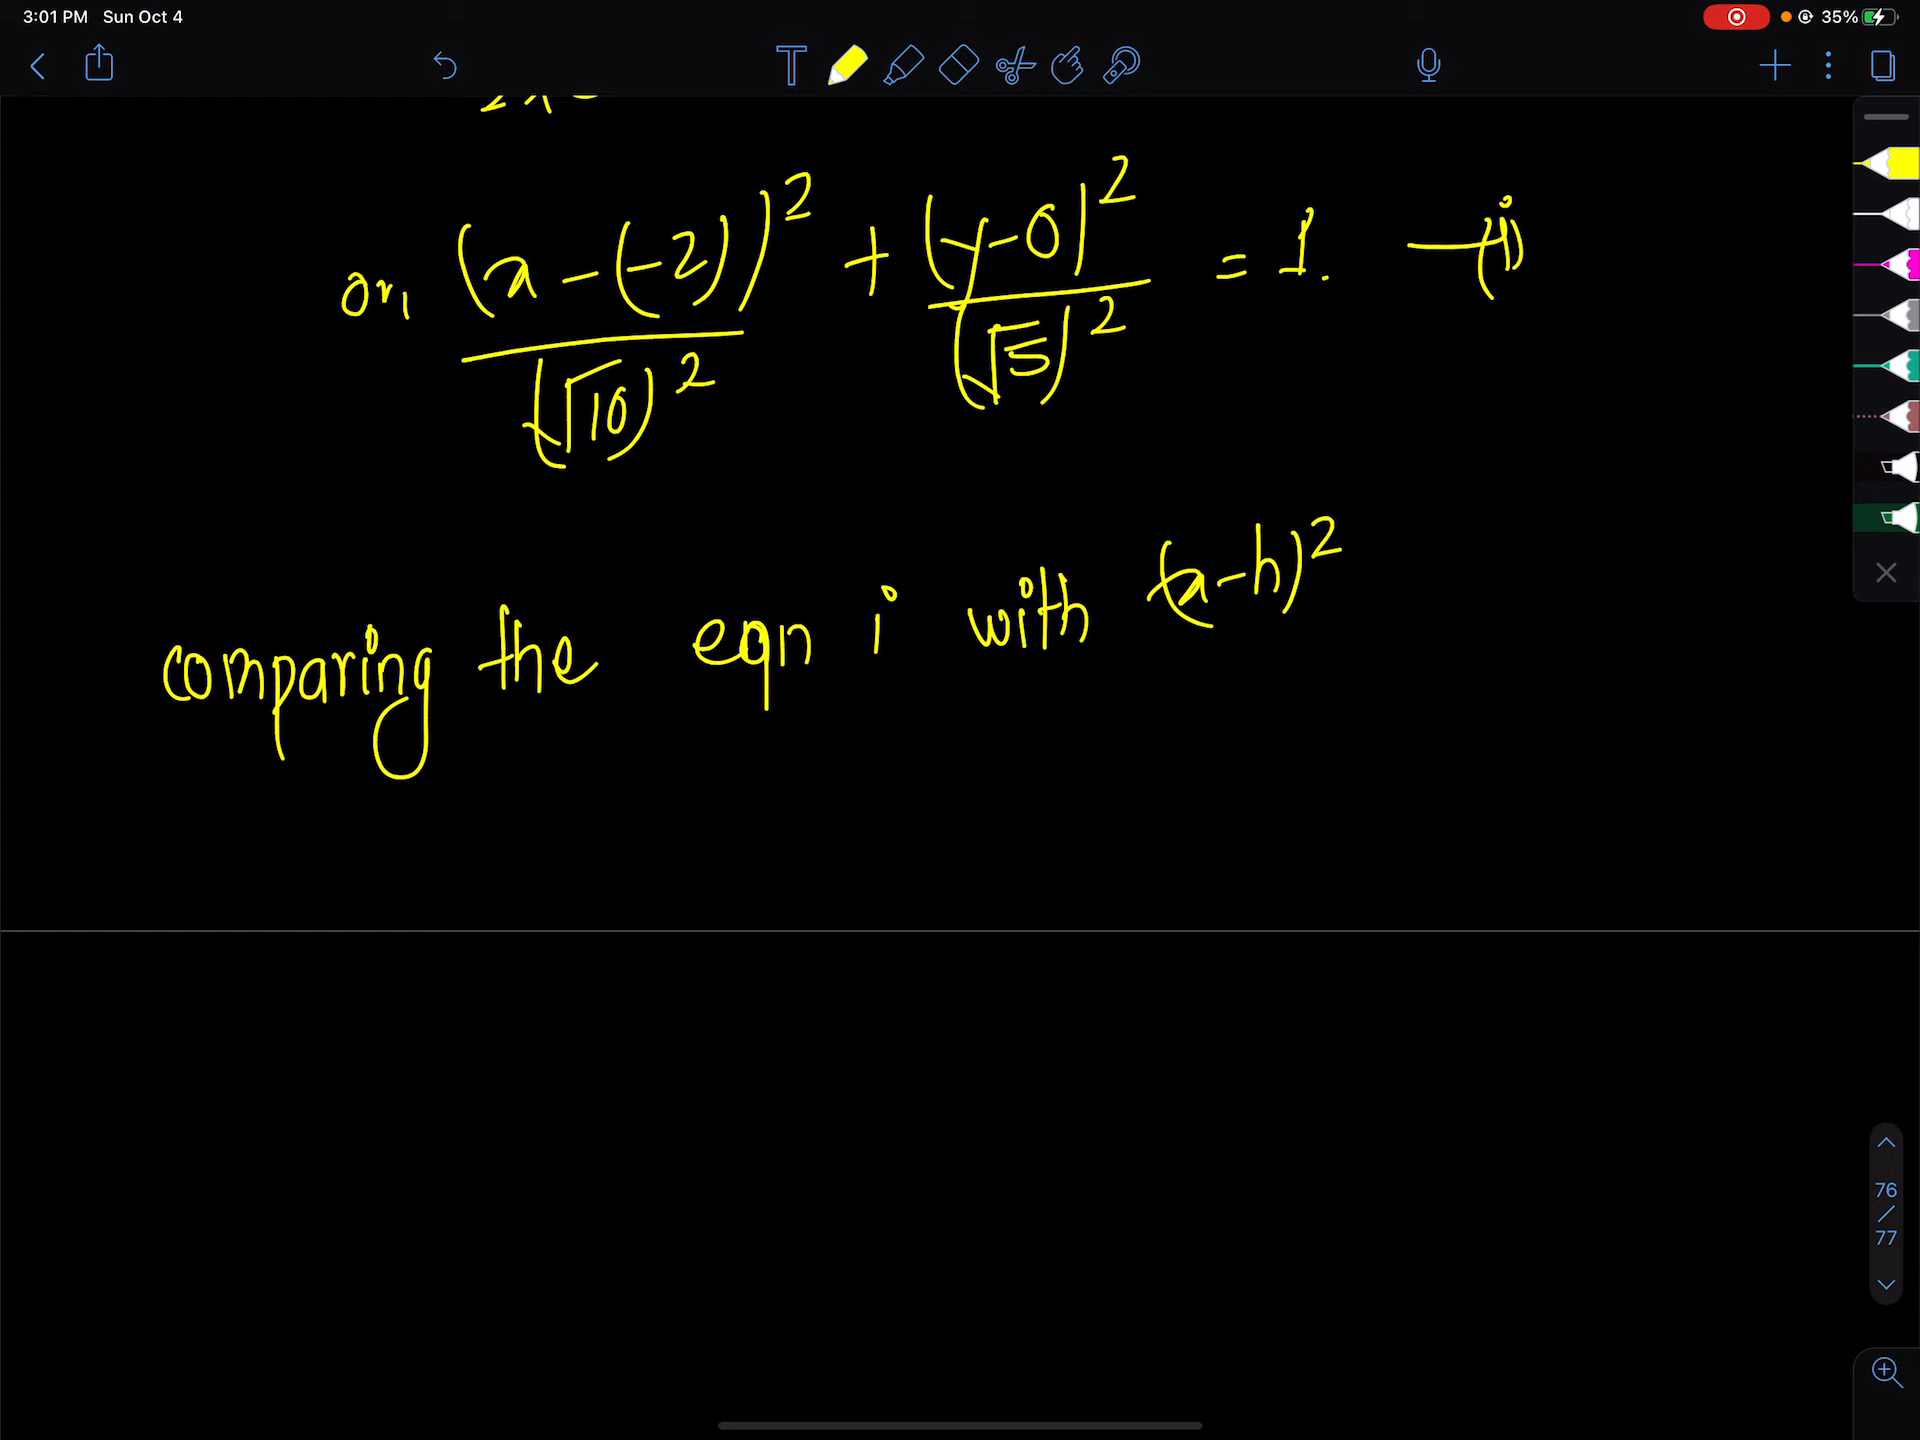 3:01 PM Sun Oct 4
35%
or, (x-(-2))²/(√10)² + (y-0)²/(√5)² = 1. —(i)
comparing the eqn i with (x-h)²
76
/
77